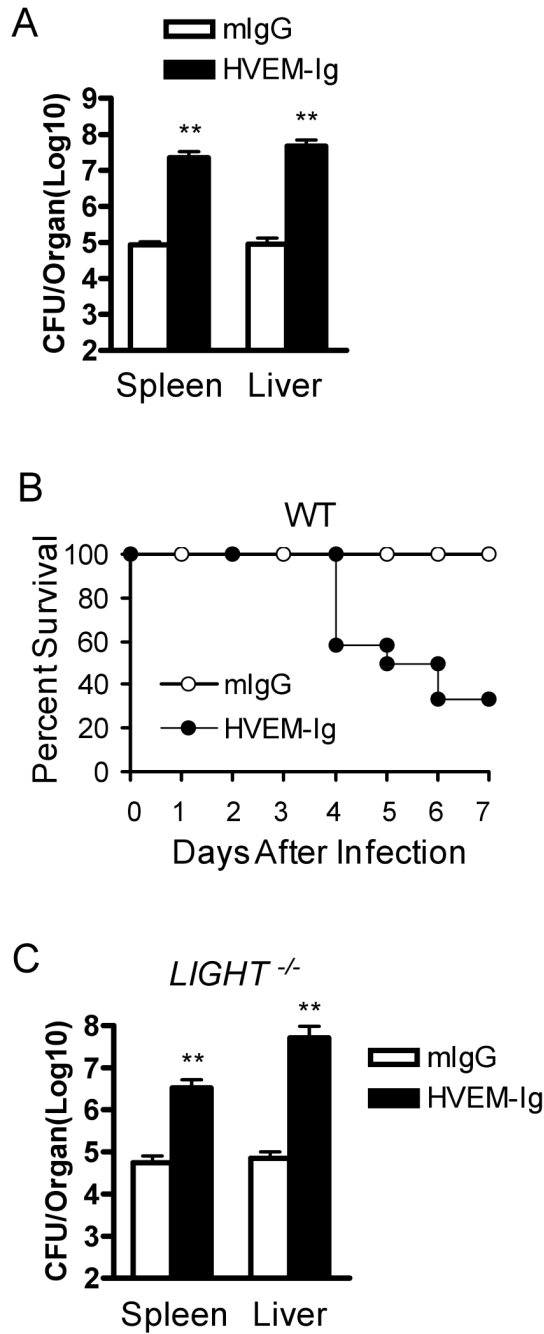 A
mIgG
HVEM-Ig
CFU/Organ(Log10)
9
8
7
6
5
4
3
2
**
**
Spleen
Liver
B
WT
Percent Survival
100
80
60
40
20
0
mIgG
HVEM-Ig
0 1 2 3 4 5 6 7
Days After Infection
C
LIGHT -/-
CFU/Organ(Log10)
8
7
6
5
4
3
2
**
**
mIgG
HVEM-Ig
Spleen
Liver